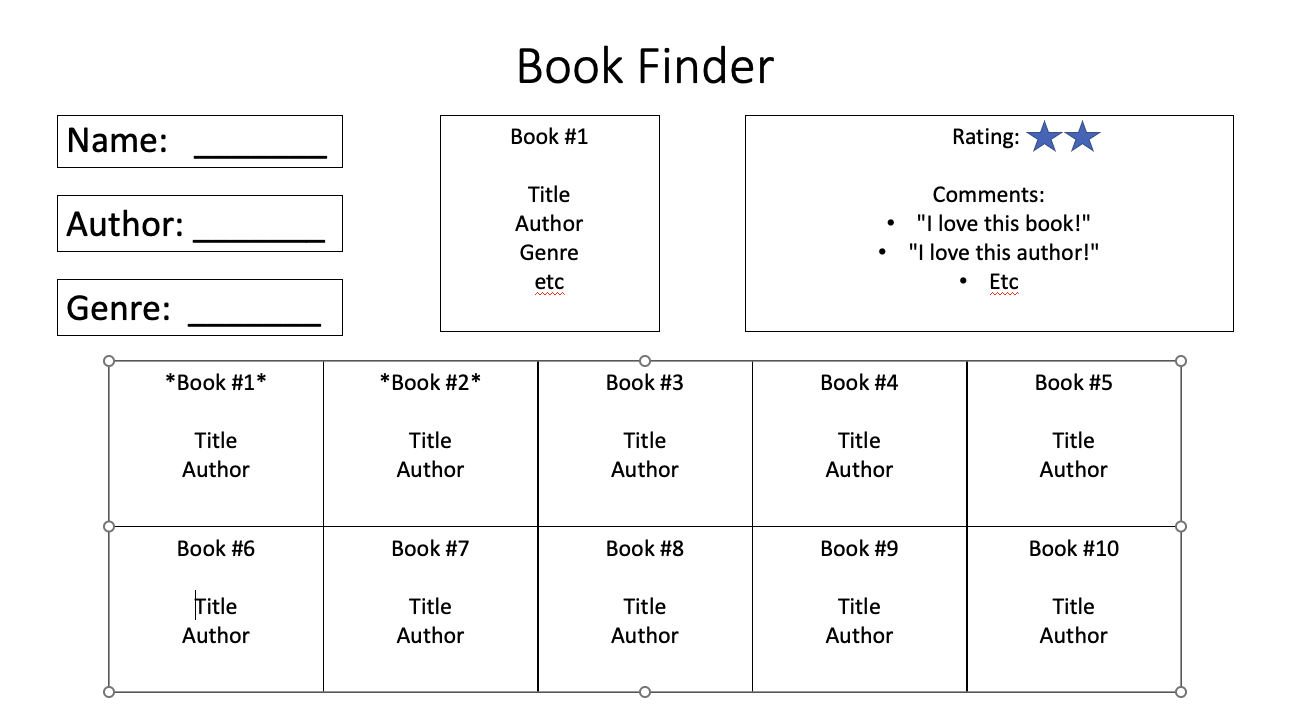 Book Finder
Name: ________
Author: ________
Genre: ________
Book #1
Title
Author
Genre
etc
Rating:
Comments:
• "I love this book!"
• "I love this author!"
• Etc
*Book #1*
Title
Author
*Book #2*
Title
Author
Book #3
Title
Author
Book #4
Title
Author
Book #5
Title
Author
Book #6
Title
Author
Book #7
Title
Author
Book #8
Title
Author
Book #9
Title
Author
Book #10
Title
Author